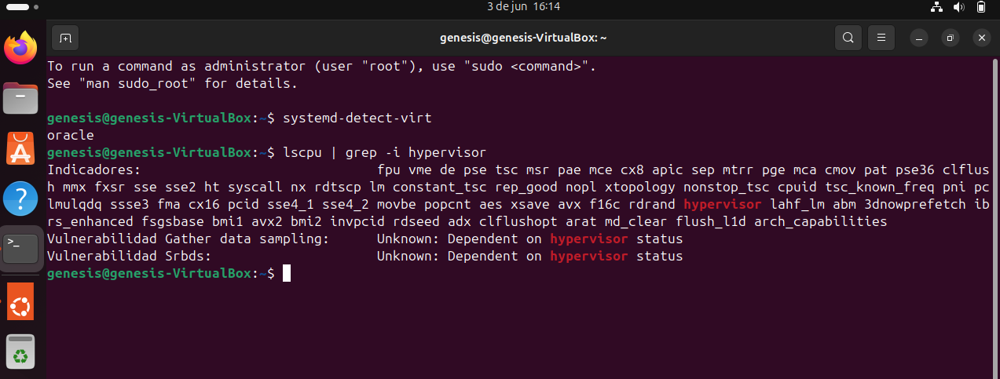 3 de jun 16:14
genesis@genesis-VirtualBox: ~
To run a command as administrator (user "root"), use "sudo <command>".
See "man sudo_root" for details.
genesis@genesis-VirtualBox:~$ systemd-detect-virt
oracle
genesis@genesis-VirtualBox:~$ lscpu | grep -i hypervisor
Indicadores: fpu vme de pse tsc msr pae mce cx8 apic sep mtrr pge mca cmov pat pse36 clflus
h mmx fxsr sse sse2 ht syscall nx rdtscp lm constant_tsc rep_good nopl xtopology nonstop_tsc cpuid tsc_known_freq pni pc
lmulqdq ssse3 fma cx16 pcid sse4_1 sse4_2 movbe popcnt aes xsave avx f16c rdrand hypervisor lahf_lm abm 3dnowprefetch ib
rs_enhanced fsgsbase bmi1 avx2 bmi2 invpcid rdseed adx clflushopt arat md_clear flush_l1d arch_capabilities
Vulnerabilidad Gather data sampling: Unknown: Dependent on hypervisor status
Vulnerabilidad Srbds: Unknown: Dependent on hypervisor status
genesis@genesis-VirtualBox:~$